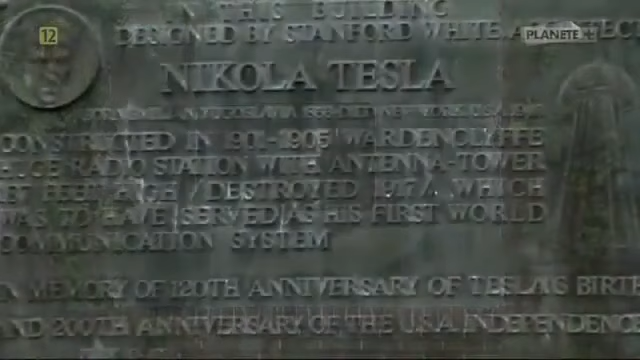 12
PLANETE+
IN THIS BUILDING
DESIGNED BY STANFORD WHITE, ARCHITECT
NIKOLA TESLA
CONSTRUCTED IN 1901-1905 WARDENCLYFFE
HUGE RADIO STATION WITH ANTENNA-TOWER
FEET HIGH /DESTROYED 1917/, WHICH
WAS TO HAVE SERVED AS HIS FIRST WORLD
COMMUNICATION SYSTEM
IN MEMORY OF 120TH ANNIVERSARY OF TESLA'S BIRTH
AND 200TH ANNIVERSARY OF THE U.S.A. INDEPENDENC